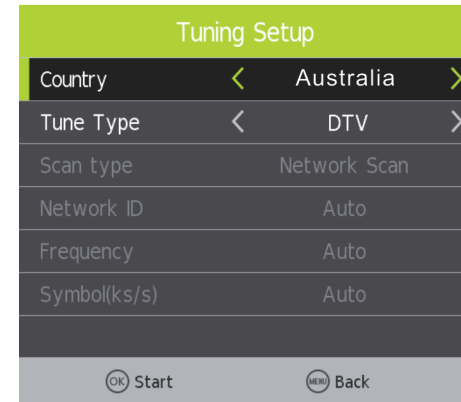 Tuning Setup
Country < Australia >
Tune Type < DTV >
Scan type Network Scan
Network ID Auto
Frequency Auto
Symbol(ks/s) Auto
OK Start MENU Back